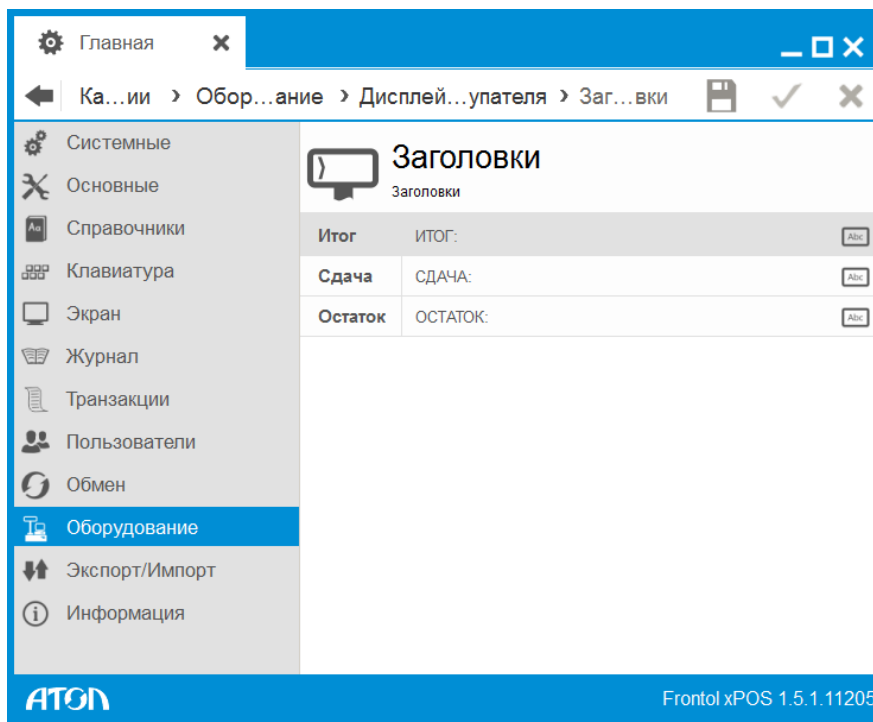 Главная
Ка...ии › Обор...ание › Дисплей...упателя › Заг...вки
Системные
Основные
Справочники
Клавиатура
Экран
Журнал
Транзакции
Пользователи
Обмен
Оборудование
Экспорт/Импорт
Информация
Заголовки
Заголовки
Итог ИТОГ: Abc
Сдача СДАЧА: Abc
Остаток ОСТАТОК: Abc
АТОЛ
Frontol xPOS 1.5.1.11205